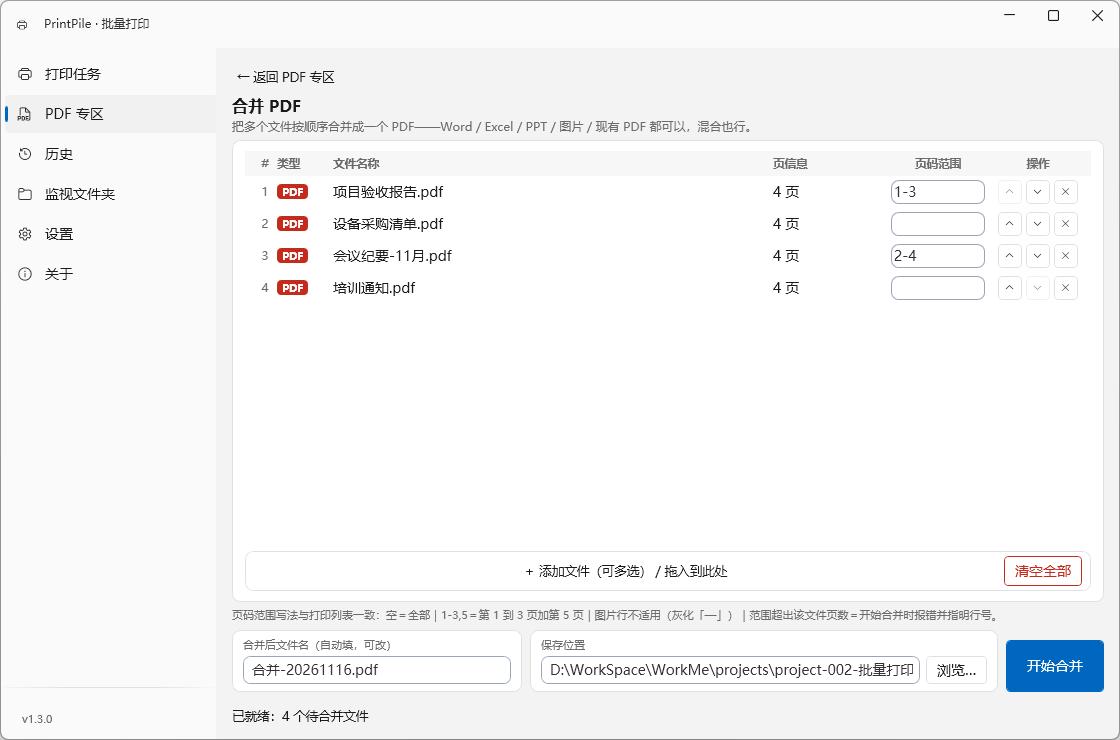 PrintPile · 批量打印
打印任务
PDF 专区
历史
监视文件夹
设置
关于
v1.3.0
←返回 PDF 专区
合并 PDF
把多个文件按顺序合并成一个 PDF——Word / Excel / PPT / 图片 / 现有 PDF 都可以，混合也行。
# 类型 文件名称 页信息 页码范围 操作
1 PDF 项目验收报告.pdf 4 页 1-3
2 PDF 设备采购清单.pdf 4 页
3 PDF 会议纪要-11月.pdf 4 页 2-4
4 PDF 培训通知.pdf 4 页
+ 添加文件（可多选） / 拖入到此处
清空全部
页码范围写法与打印列表一致：空＝全部 | 1-3,5＝第 1 到 3 页加第 5 页 | 图片行不适用（灰化「—」） | 范围超出该文件页数＝开始合并时报错并指明行号。
合并后文件名（自动填，可改）
合并-20261116.pdf
保存位置
D:\WorkSpace\WorkMe\projects\project-002-批量打印
浏览...
开始合并
已就绪：4 个待合并文件